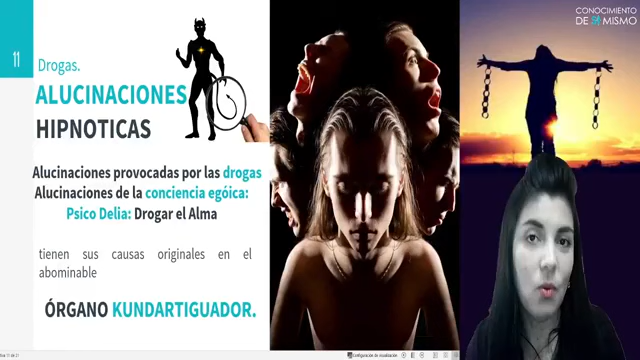 11
CONOCIMIENTO
DE SÍ MISMO
Drogas.
ALUCINACIONES
HIPNOTICAS
Alucinaciones provocadas por las drogas
Alucinaciones de la conciencia egóica:
Psico Delia: Drogar el Alma
tienen sus causas originales en el
abominable
ÓRGANO KUNDARTIGUADOR.